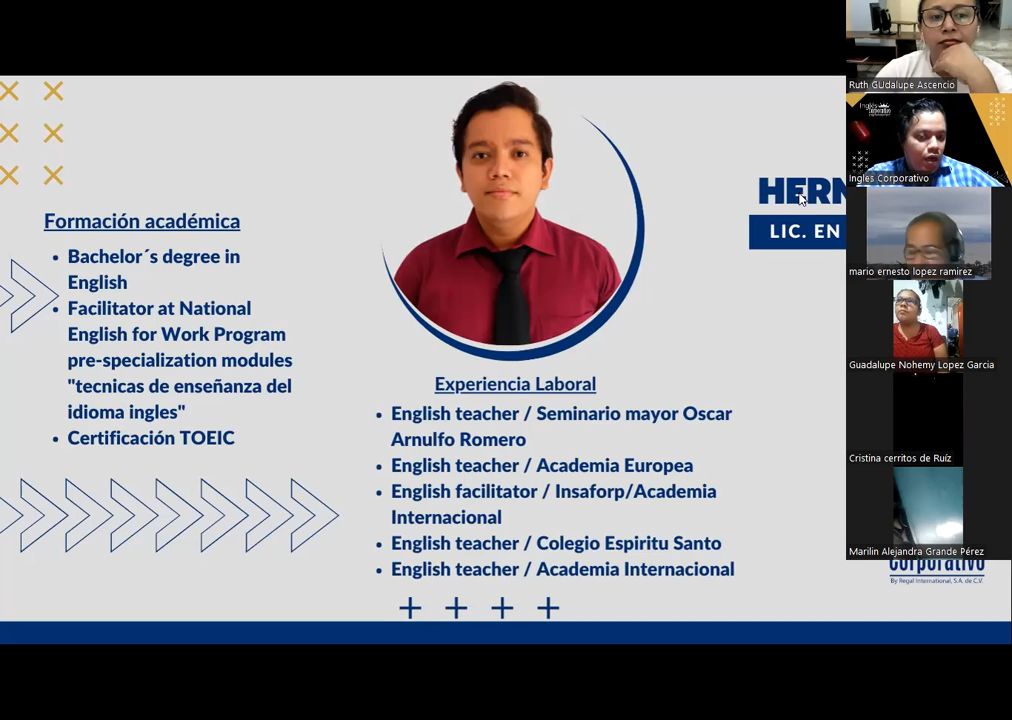 Formación académica
Bachelor´s degree in
English
Facilitator at National
English for Work Program
pre-specialization modules
"tecnicas de enseñanza del
idioma ingles"
Certificación TOEIC
Experiencia Laboral
English teacher / Seminario mayor Oscar
Arnulfo Romero
English teacher / Academia Europea
English facilitator / Insaforp/Academia
Internacional
English teacher / Colegio Espiritu Santo
English teacher / Academia Internacional
HERN
LIC. EN
Ruth GUdalupe Ascencio
Inglés
Corporativo
Ingles Corporativo
mario ernesto lopez ramirez
Guadalupe Nohemy Lopez Garcia
Cristina cerritos de Ruíz
Marilin Alejandra Grande Pérez
Corporativo
By Regal International, S.A. de C.V.